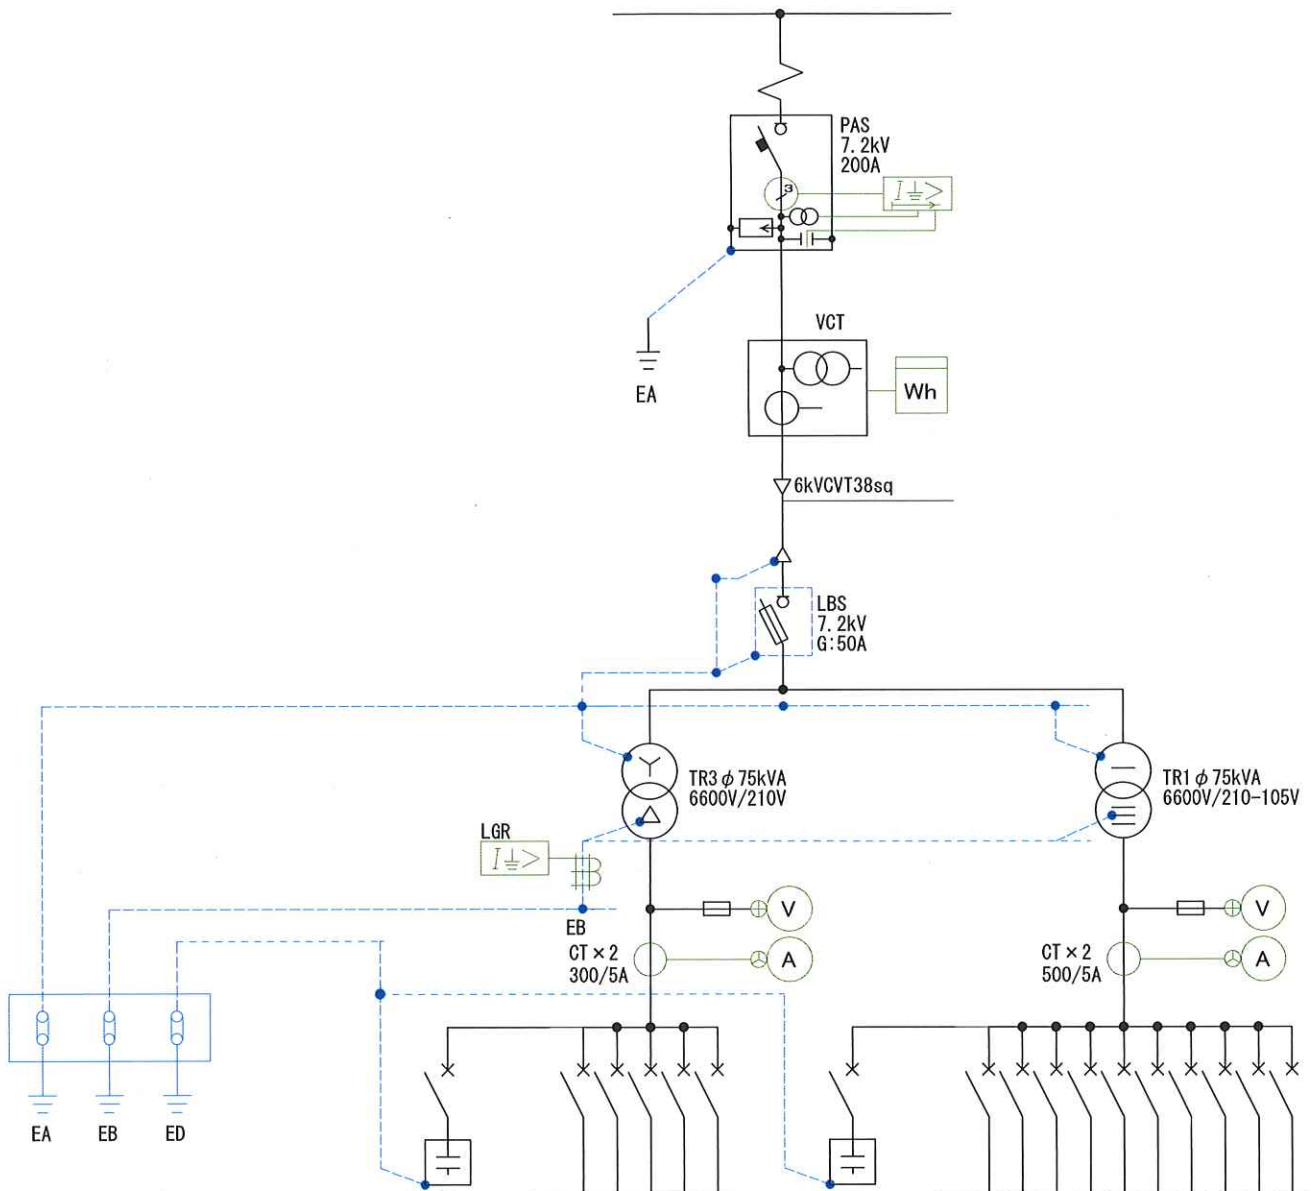 PAS
7.2kV
200A
3
I
EA
VCT
Wh
6kVCVT38sq
LBS
7.2kV
G:50A
TR3φ75kVA
6600V/210V
TR1φ75kVA
6600V/210-105V
LGR
I
EB
V
V
CT×2
300/5A
A
CT×2
500/5A
A
EA
EB
ED